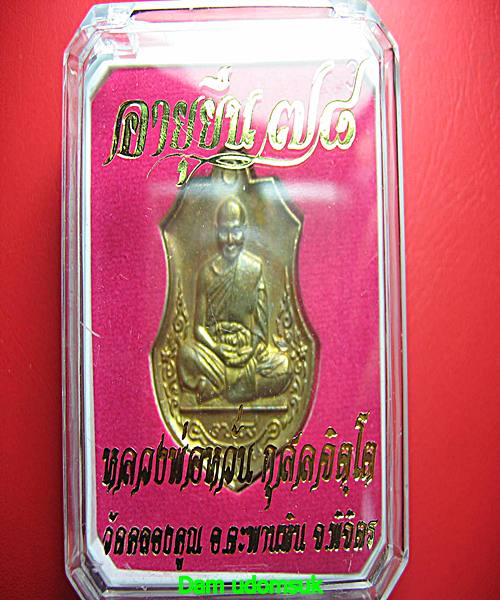 อายุยืน ๗๘
หลวงพ่อหวั่น กุสลจิตฺโต
วัดคลองคูณ อ.ตะพานหิน จ.พิจิตร
Dam udomsuk